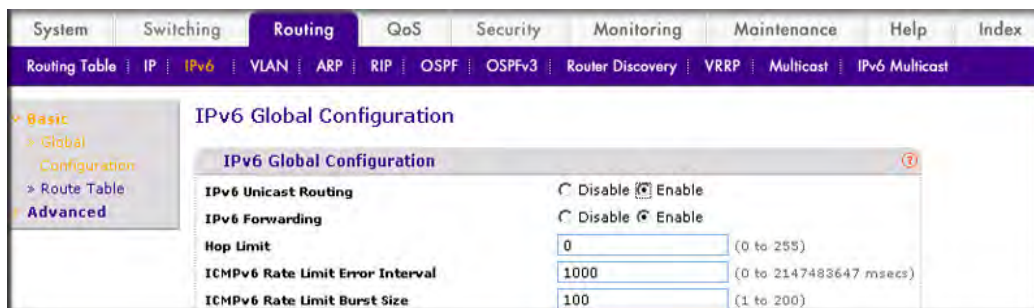 System Switching Routing QoS Security Monitoring Maintenance Help Index
Routing Table IP IPv6 VLAN ARP RIP OSPF OSPFv3 Router Discovery VRRP Multicast IPv6 Multicast
Basic
» Global
Configuration
» Route Table
Advanced
IPv6 Global Configuration
IPv6 Global Configuration ?
IPv6 Unicast Routing Disable Enable
IPv6 Forwarding Disable Enable
Hop Limit 0 (0 to 255)
ICMPv6 Rate Limit Error Interval 1000 (0 to 2147483647 msecs)
ICMPv6 Rate Limit Burst Size 100 (1 to 200)